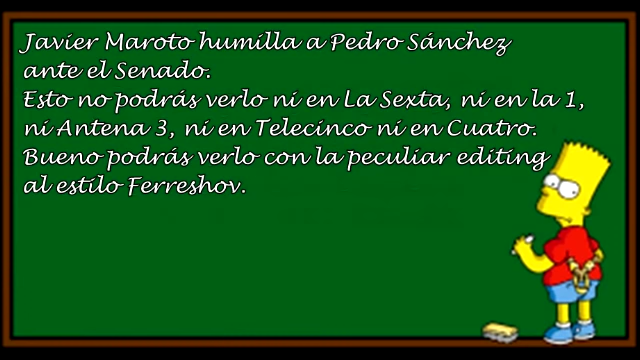 Javier Maroto humilla a Pedro Sánchez
ante el Senado.
Esto no podrás verlo ni en La Sexta, ni en la 1,
ni Antena 3, ni en Telecinco ni en Cuatro.
Bueno podrás verlo con la peculiar editing
al estilo Ferreshov.